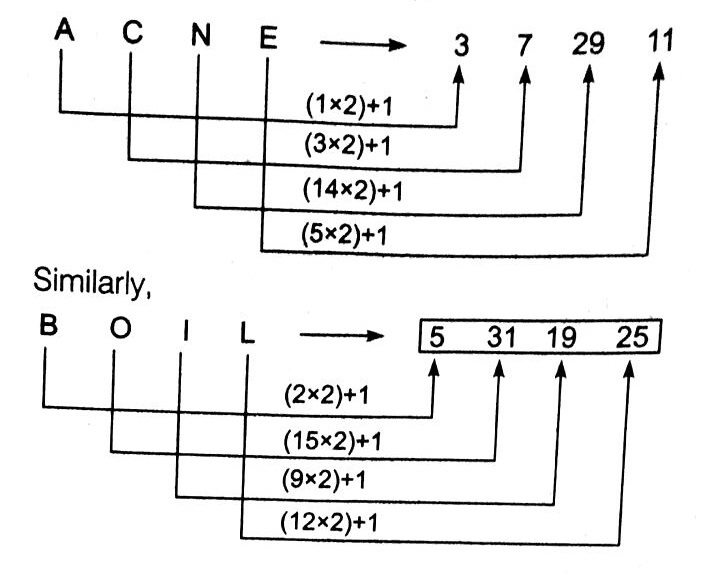 A C N E 3 7 29 11
(1×2)+1
(3×2)+1
(14×2)+1
(5×2)+1
Similarly,
B O I L 5 31 19 25
(2×2)+1
(15×2)+1
(9×2)+1
(12×2)+1